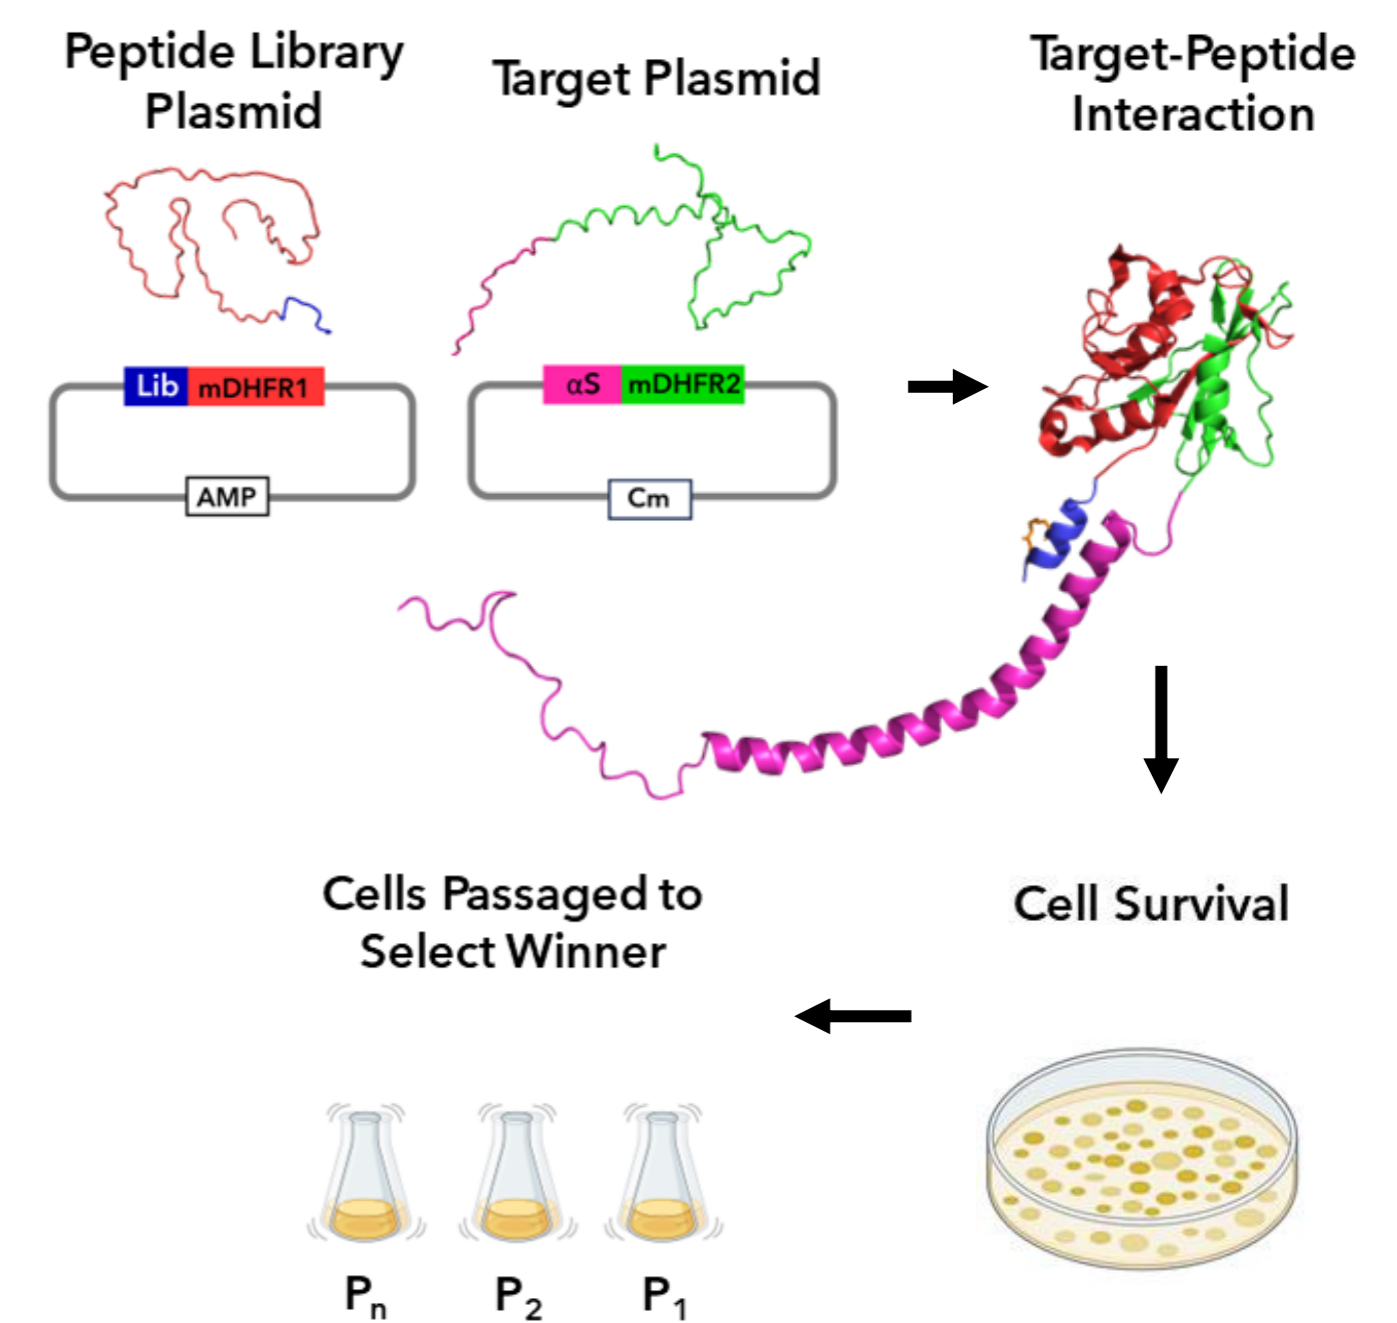 Peptide Library
Plasmid
Target Plasmid
Target-Peptide
Interaction
Lib mDHFR1
AMP
αS mDHFR2
Cm
Cell Survival
Cells Passaged to
Select Winner
Pn P2 P1